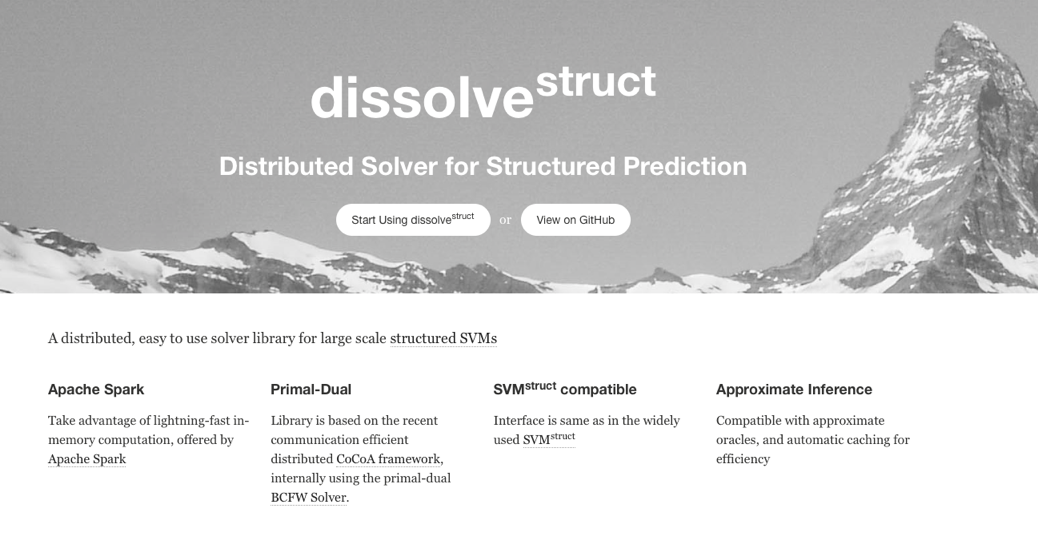 dissolve^struct
Distributed Solver for Structured Prediction
Start Using dissolve^struct or View on GitHub
A distributed, easy to use solver library for large scale structured SVMs
Apache Spark
Take advantage of lightning-fast in-
memory computation, offered by
Apache Spark
Primal-Dual
Library is based on the recent
communication efficient
distributed CoCoA framework,
internally using the primal-dual
BCFW Solver.
SVM^struct compatible
Interface is same as in the widely
used SVM^struct
Approximate Inference
Compatible with approximate
oracles, and automatic caching for
efficiency